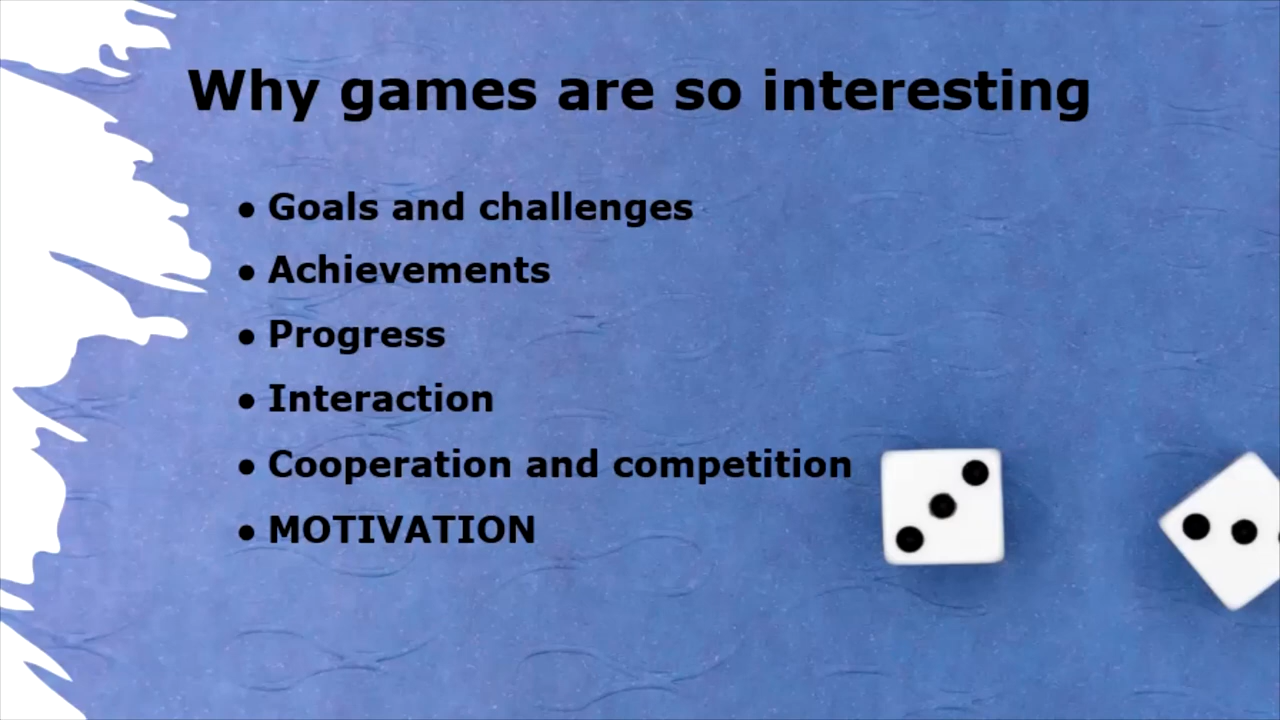 Why games are so interesting
• Goals and challenges
• Achievements
• Progress
• Interaction
• Cooperation and competition
• MOTIVATION